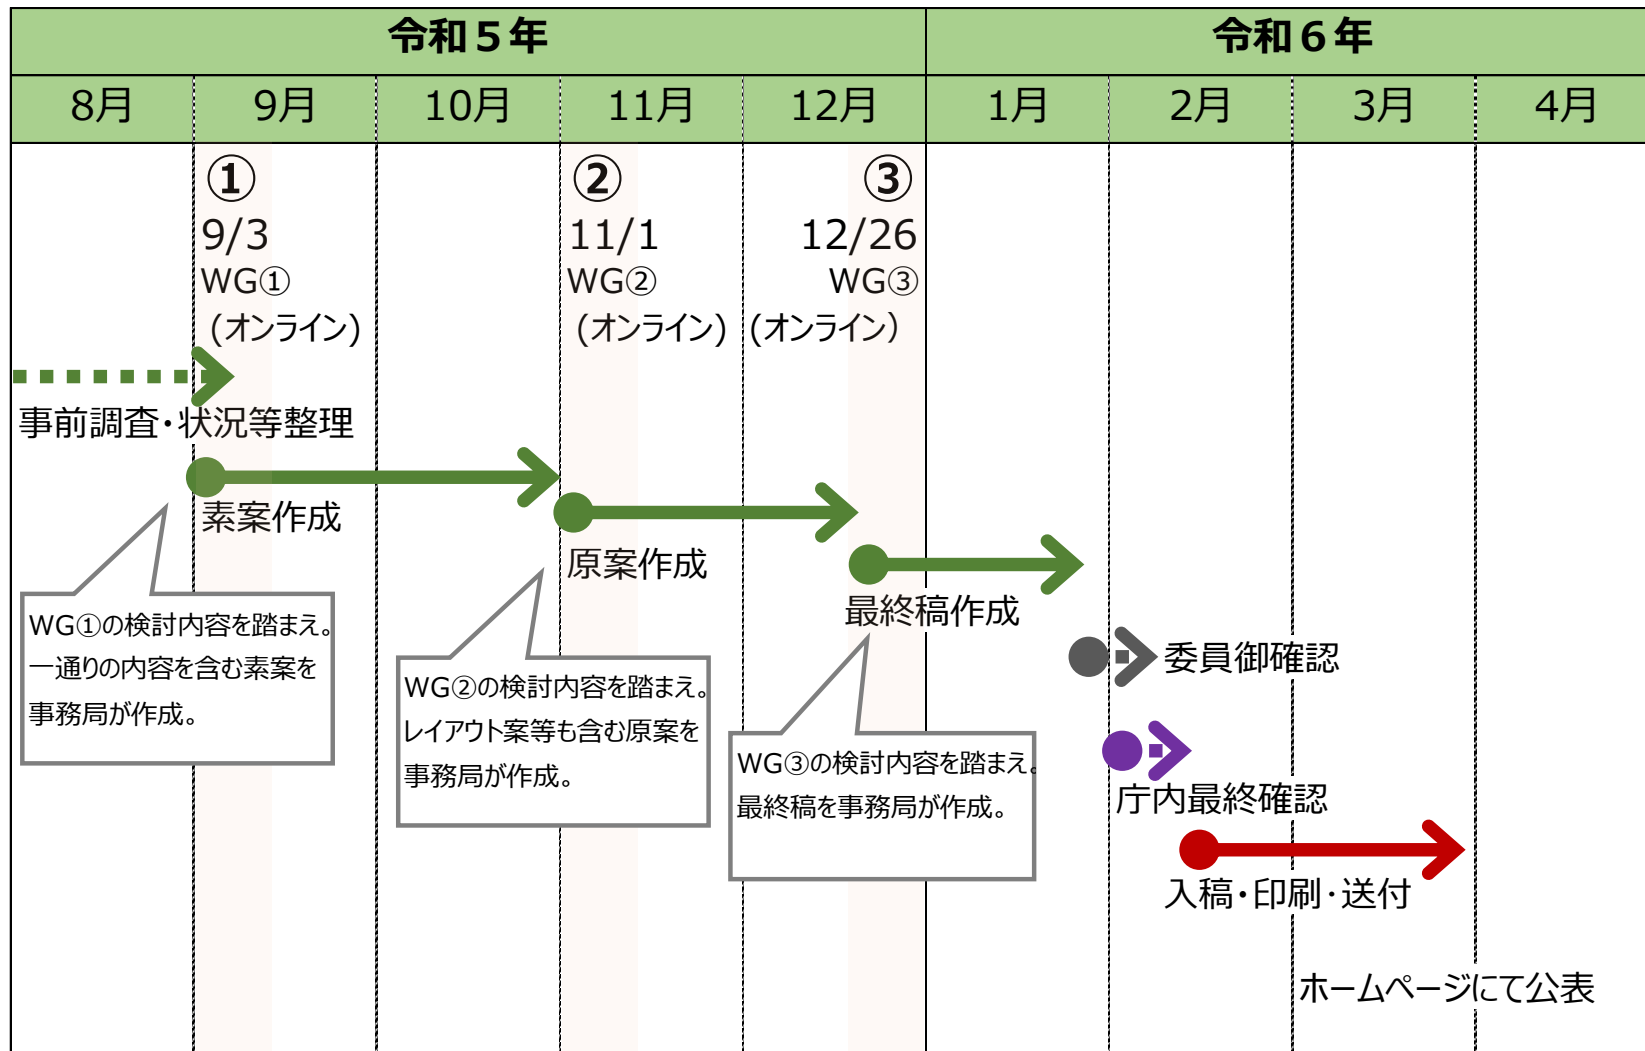 令和５年
令和６年
8月
9月
10月
11月
12月
1月
2月
3月
4月
①
9/3
WG①
(オンライン)
②
11/1
WG②
(オンライン)
③
12/26
WG③
(オンライン)
事前調査・状況等整理
素案作成
原案作成
最終稿作成
WG①の検討内容を踏まえ。
一通りの内容を含む素案を
事務局が作成。
WG②の検討内容を踏まえ。
レイアウト案等も含む原案を
事務局が作成。
WG③の検討内容を踏まえ。
最終稿を事務局が作成。
委員御確認
庁内最終確認
入稿・印刷・送付
ホームページにて公表